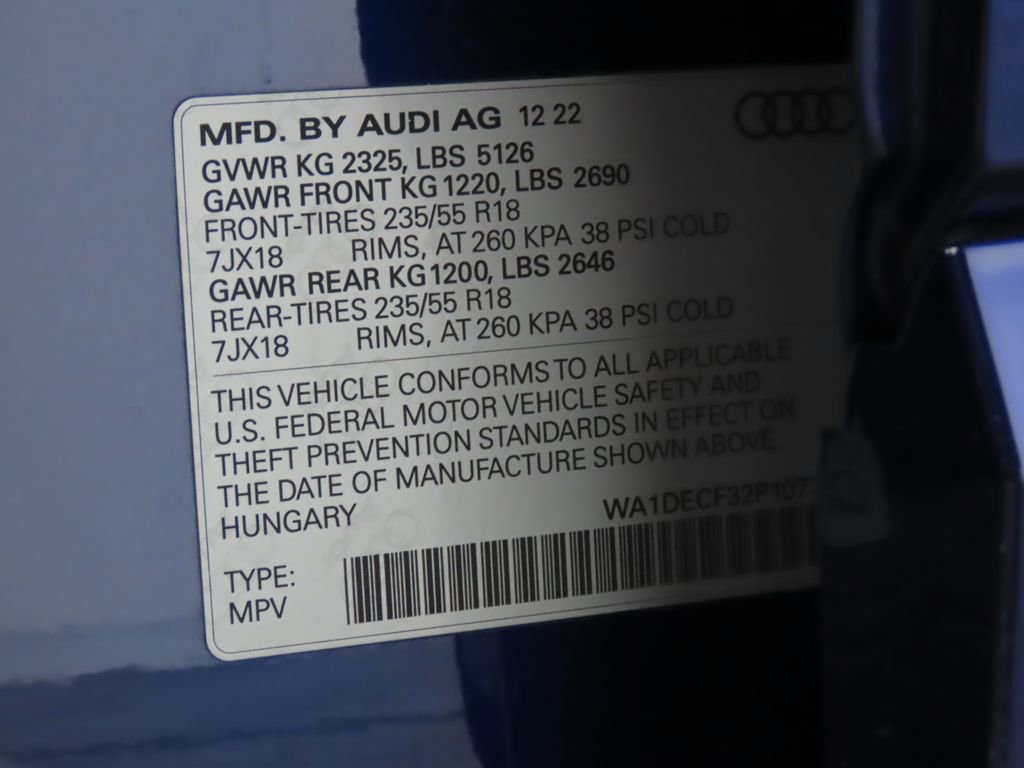 MFD. BY AUDI AG 12 22
GVWR KG 2325, LBS 5126
GAWR FRONT KG 1220, LBS 2690
FRONT-TIRES 235/55 R18
7JX18 RIMS, AT 260 KPA 38 PSI COLD
GAWR REAR KG 1200, LBS 2646
REAR-TIRES 235/55 R18
7JX18 RIMS, AT 260 KPA 38 PSI COLD
THIS VEHICLE CONFORMS TO ALL APPLICABLE
U.S. FEDERAL MOTOR VEHICLE SAFETY AND
THEFT PREVENTION STANDARDS IN EFFECT ON
THE DATE OF MANUFACTURE SHOWN ABOVE.
HUNGARY
WA1DECF32P107
TYPE:
MPV